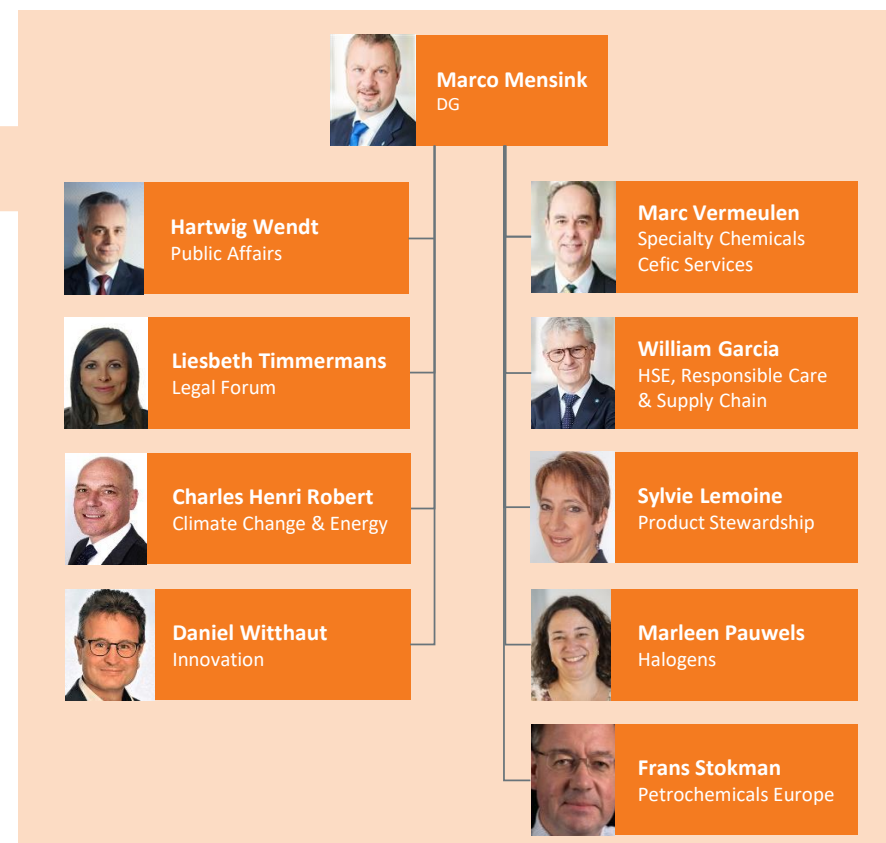 Marco Mensink
DG
Hartwig Wendt
Public Affairs
Liesbeth Timmermans
Legal Forum
Charles Henri Robert
Climate Change & Energy
Daniel Witthaut
Innovation
Marc Vermeulen
Specialty Chemicals
Cefic Services
William Garcia
HSE, Responsible Care
& Supply Chain
Sylvie Lemoine
Product Stewardship
Marleen Pauwels
Halogens
Frans Stokman
Petrochemicals Europe